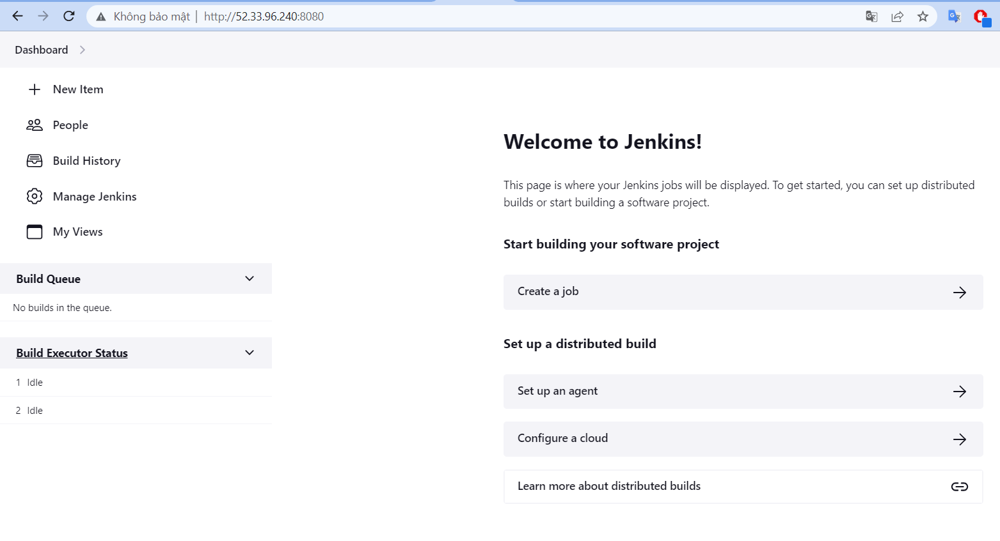 Không bảo mật | http://52.33.96.240:8080
Dashboard
New Item
People
Build History
Manage Jenkins
My Views
Build Queue
No builds in the queue.
Build Executor Status
1 Idle
2 Idle
Welcome to Jenkins!
This page is where your Jenkins jobs will be displayed. To get started, you can set up distributed
builds or start building a software project.
Start building your software project
Create a job
Set up a distributed build
Set up an agent
Configure a cloud
Learn more about distributed builds